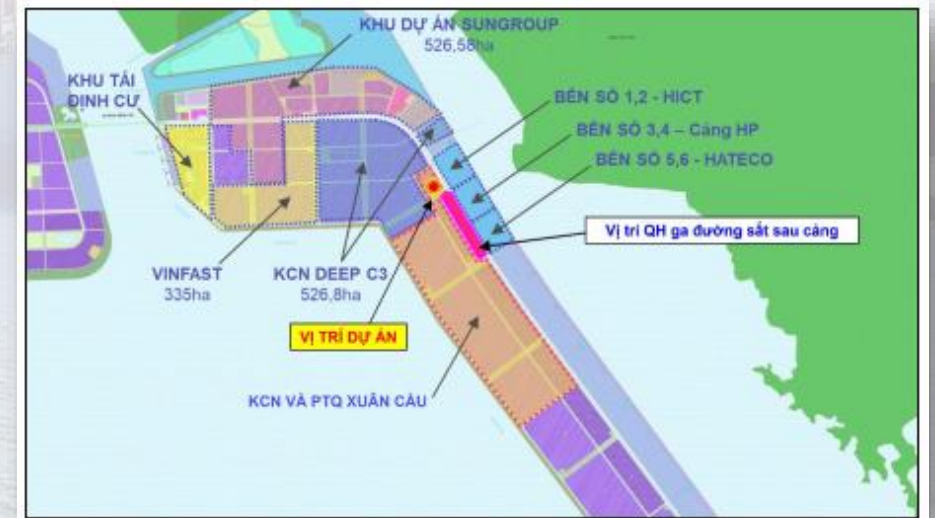 KHU DỰ ÁN SUNGROUP
526,58ha
KHU TÁI
ĐỊNH CƯ
BẾN SỐ 1,2 - HICT
BẾN SỐ 3,4 – Cảng HP
BẾN SỐ 5,6 - HATECO
Vị trí QH ga đường sắt sau cảng
VINFAST
335ha
KCN DEEP C3
526,8ha
VỊ TRÍ DỰ ÁN
KCN VÀ PTQ XUÂN CẦU